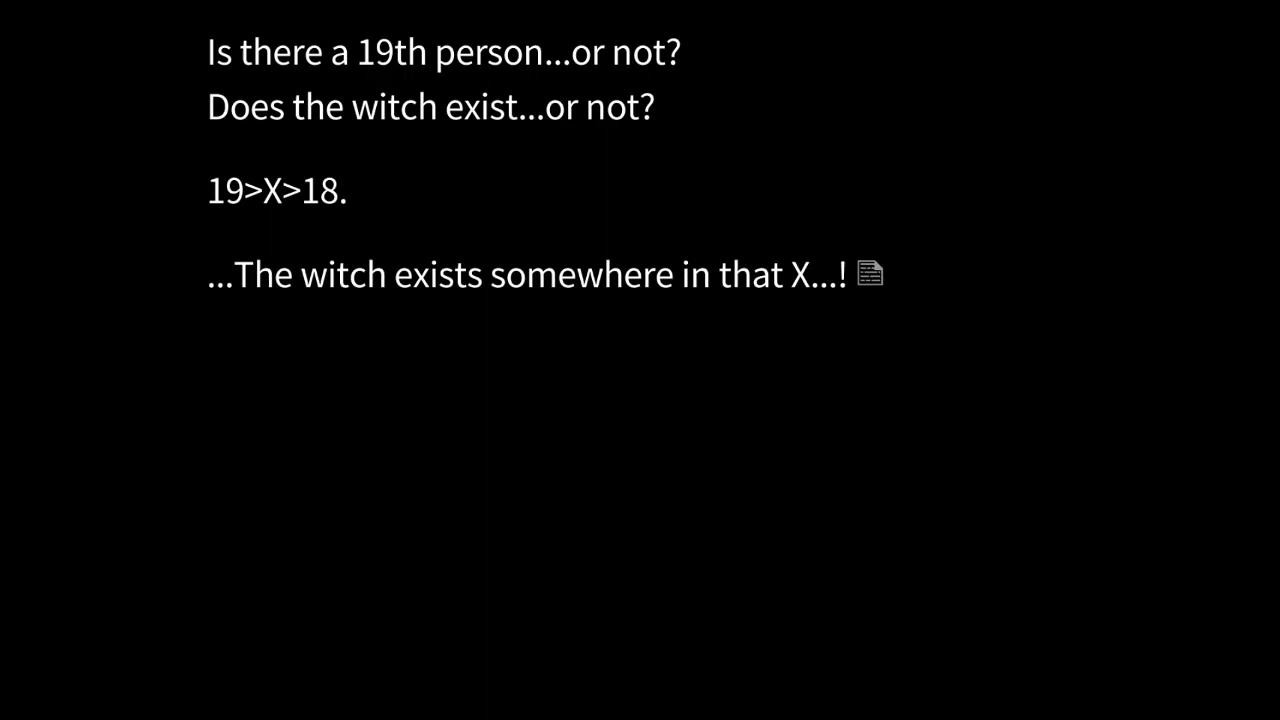 Is there a 19th person...or not?
Does the witch exist...or not?
19>X>18.
...The witch exists somewhere in that X...!